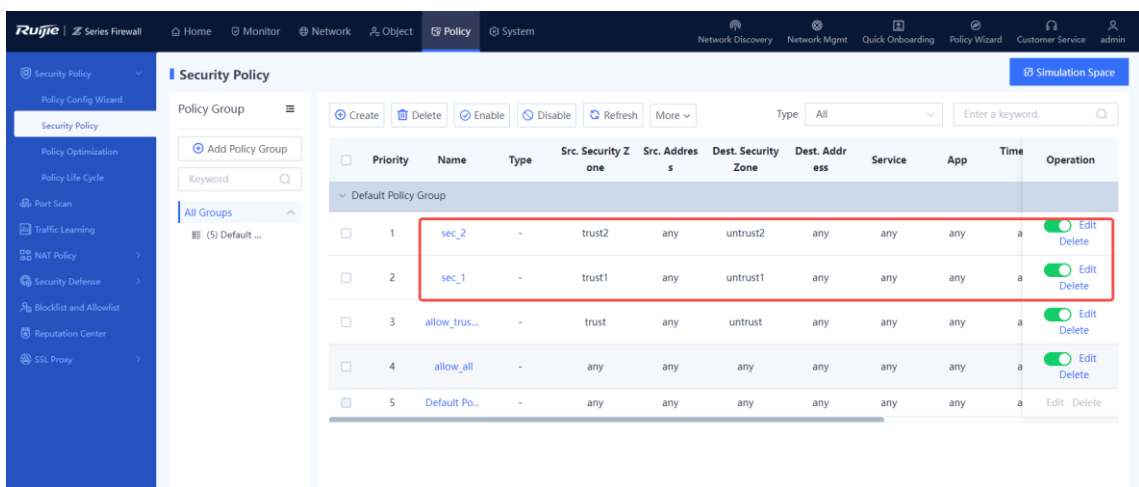 Ruijie | Z Series Firewall
Home Monitor Network Object Policy System
Network Discovery Network Mgmt Quick Onboarding Policy Wizard Customer Service admin
Security Policy
Policy Config Wizard
Security Policy
Policy Optimization
Policy Life Cycle
Port Scan
Traffic Learning
NAT Policy
Security Defense
Blocklist and Allowlist
Reputation Center
SSL Proxy
Security Policy
Simulation Space
Policy Group
Add Policy Group
Keyword
All Groups
(5) Default ...
Create Delete Enable Disable Refresh More Type All Enter a keyword.
Priority Name Type Src. Security Z Src. Addres Dest. Security Dest. Addr Service App Time Operation
one s Zone ess
Default Policy Group
1 sec_2 - trust2 any untrust2 any any any a Edit
Delete
2 sec_1 - trust1 any untrust1 any any any a Edit
Delete
3 allow_trus... - trust any untrust any any any a Edit
Delete
4 allow_all - any any any any any any a Edit
Delete
5 Default Po... - any any any any any any a Edit Delete